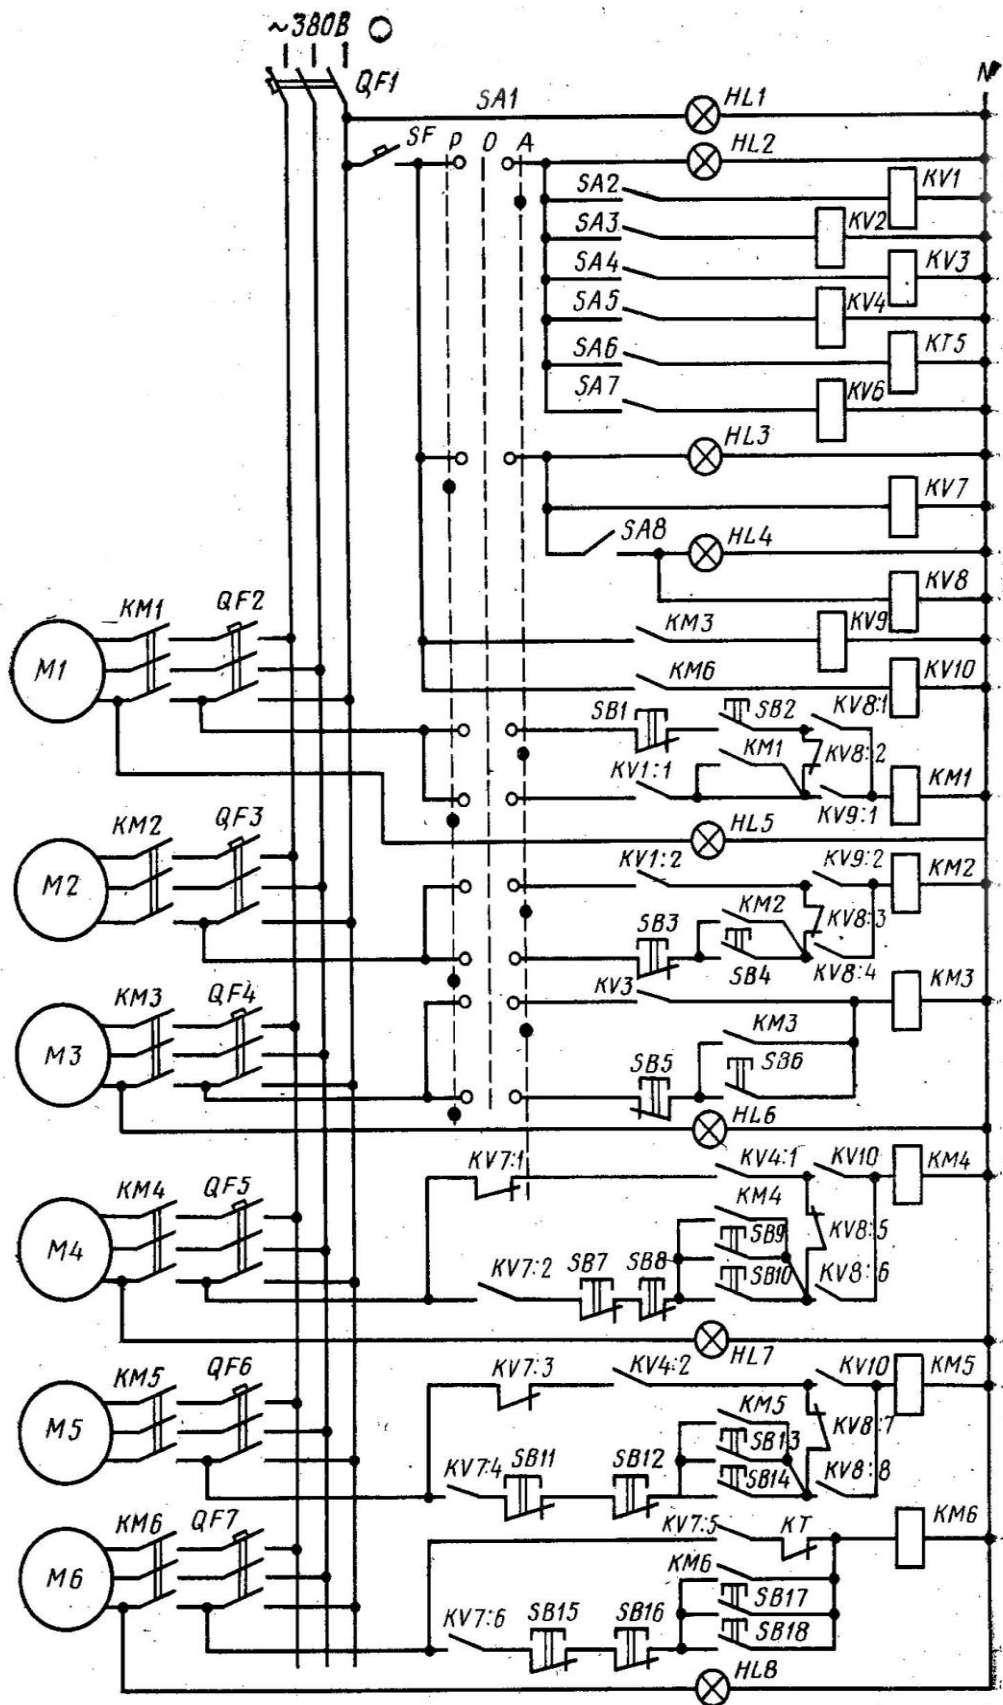 ~380В
QF1
N
SA1
HL1
SF
P
O
A
HL2
SA2
KV1
SA3
KV2
SA4
KV3
SA5
KV4
SA6
KT5
SA7
KV6
HL3
KV7
SA8
HL4
KV8
KM1
QF2
M1
KM3
KV9
KM6
KV10
SB1
SB2
KV8:1
KM1
KV8:2
KV1:1
KV9:1
KM1
HL5
KM2
QF3
M2
KV1:2
KV9:2
KM2
SB3
KM2
KV8:3
SB4
KV8:4
KM3
QF4
M3
KV3
KM3
KM3
SB5
SB6
HL6
KV7:1
KV4:1
KV10
KM4
KM4
QF5
M4
KM4
SB9
KV8:5
KV7:2
SB7
SB8
SB10
KV8:6
HL7
KM5
QF6
M5
KV7:3
KV4:2
KV10
KM5
KM5
SB13
KV8:7
KV7:4
SB11
SB12
SB14
KV8:8
KM6
QF7
M6
KV7:5
KT
KM6
KM6
SB17
KV7:6
SB15
SB16
SB18
HL8